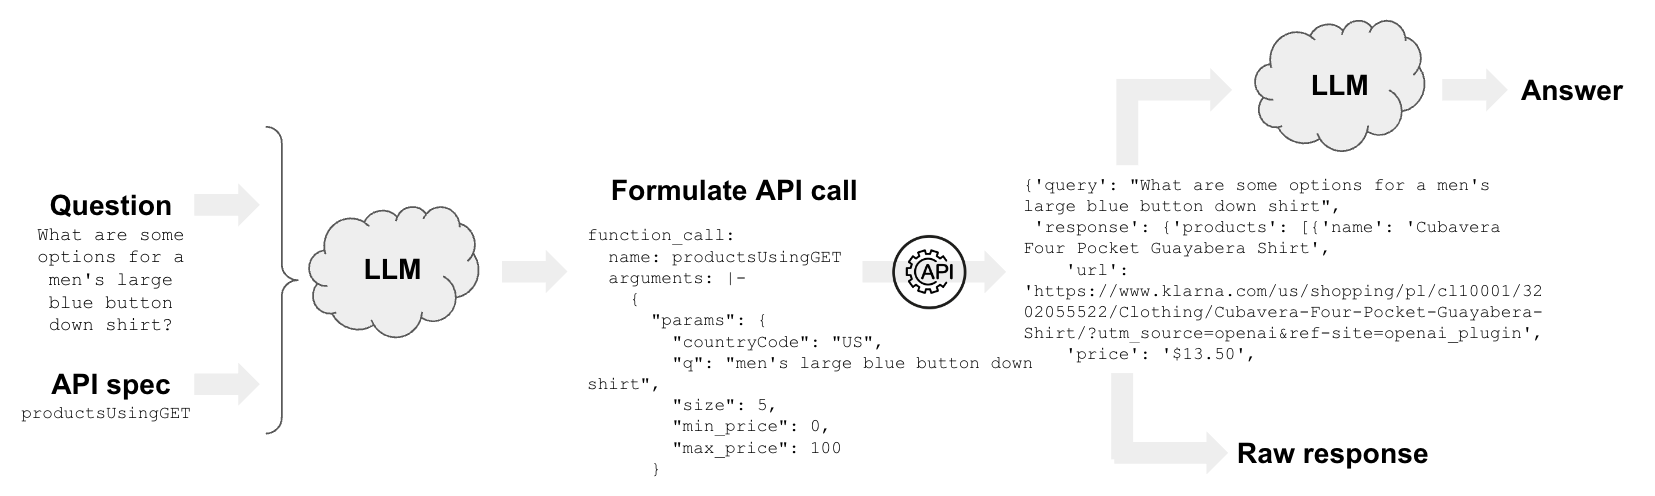 Question
What are some
options for a
men's large
blue button
down shirt?
API spec
productsUsingGET
LLM
Formulate API call
function_call:
  name: productsUsingGET
  arguments: |-
    {
      "params": {
        "countryCode": "US",
        "q": "men's large blue button down
shirt",
        "size": 5,
        "min_price": 0,
        "max_price": 100
      }
API
{'query': "What are some options for a men's
large blue button down shirt",
 'response': {'products': [{'name': 'Cubavera
Four Pocket Guayabera Shirt',
    'url':
'https://www.klarna.com/us/shopping/pl/cl10001/32
02055522/Clothing/Cubavera-Four-Pocket-Guayabera-
Shirt/?utm_source=openai&ref-site=openai_plugin',
    'price': '$13.50',
LLM
Answer
Raw response